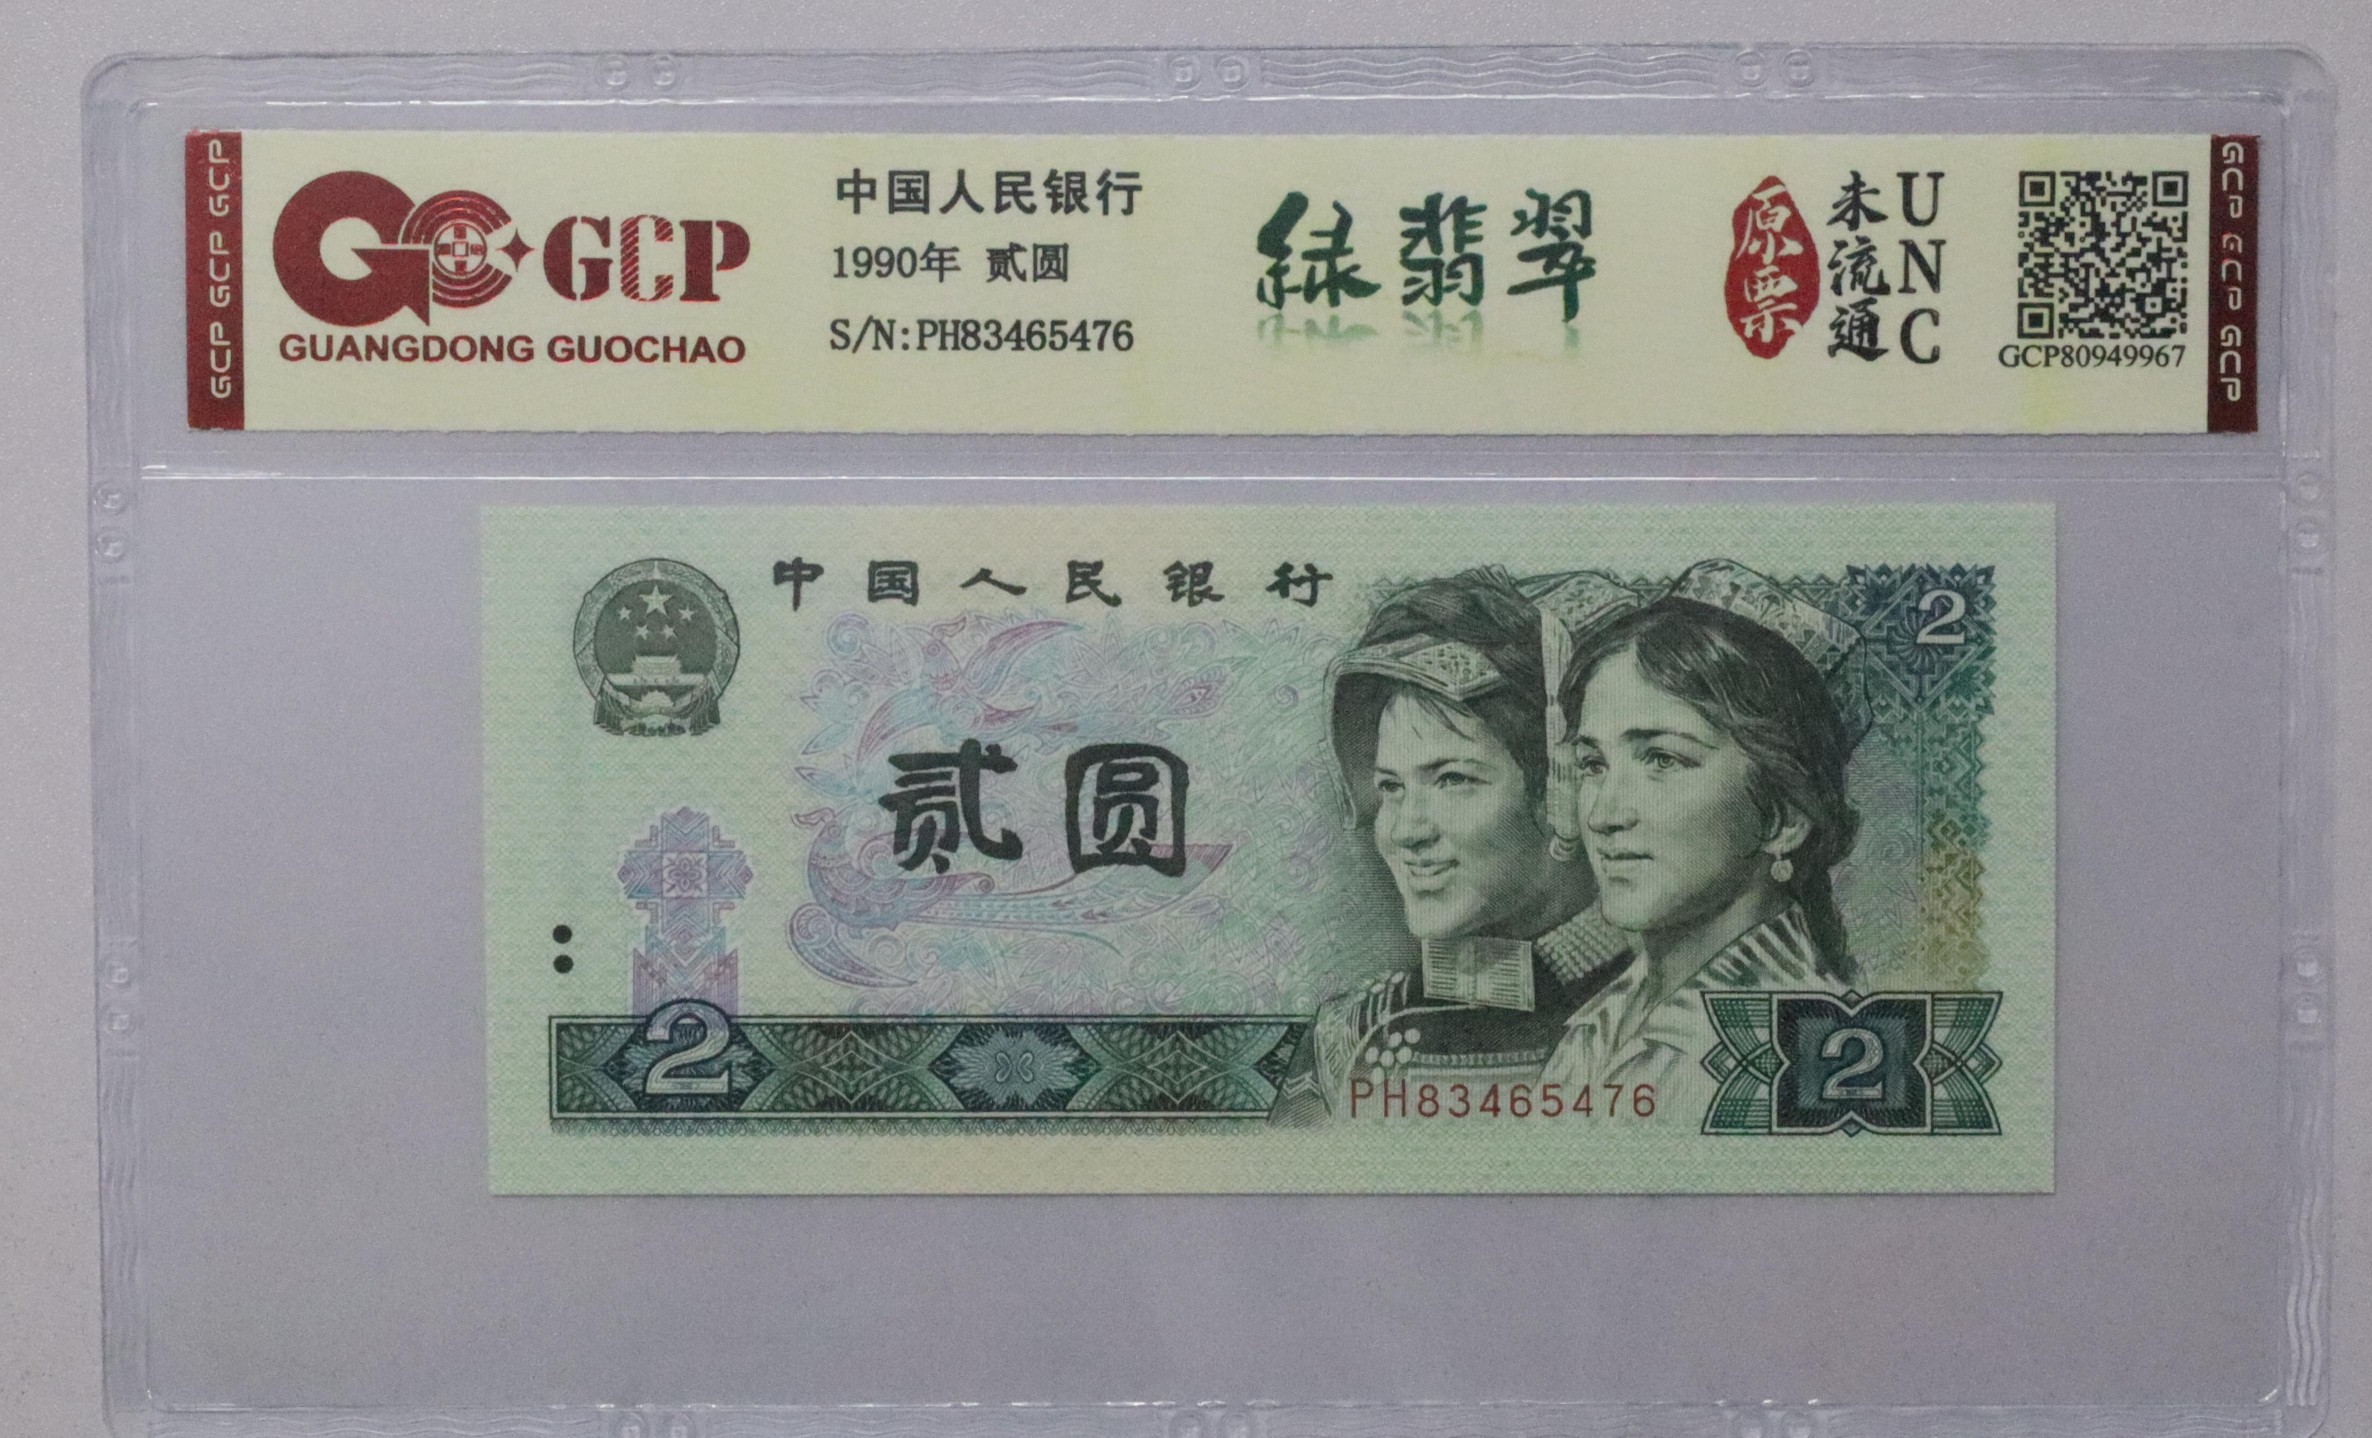 GCP GCP GCP
GCP
GUANGDONG GUOCHAO
中国人民银行
1990年 贰圆
S/N:PH83465476
绿翡翠
原票
未流通
UNC
GCP80949967
GCP GCP GCP
中国人民银行
2
贰圆
2
PH83465476
2